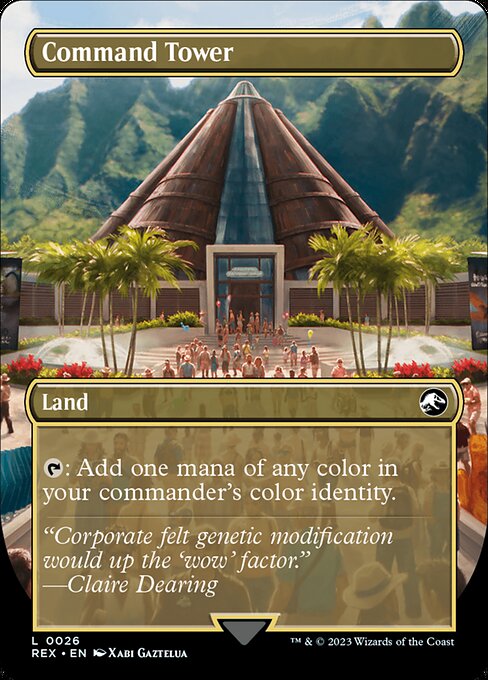 Command Tower
Land
: Add one mana of any color in
your commander’s color identity.
“Corporate felt genetic modification
would up the ‘wow’ factor.”
—Claire Dearing
L 0026
REX • EN Xabi Gaztelua
™ & © 2023 Wizards of the Coast